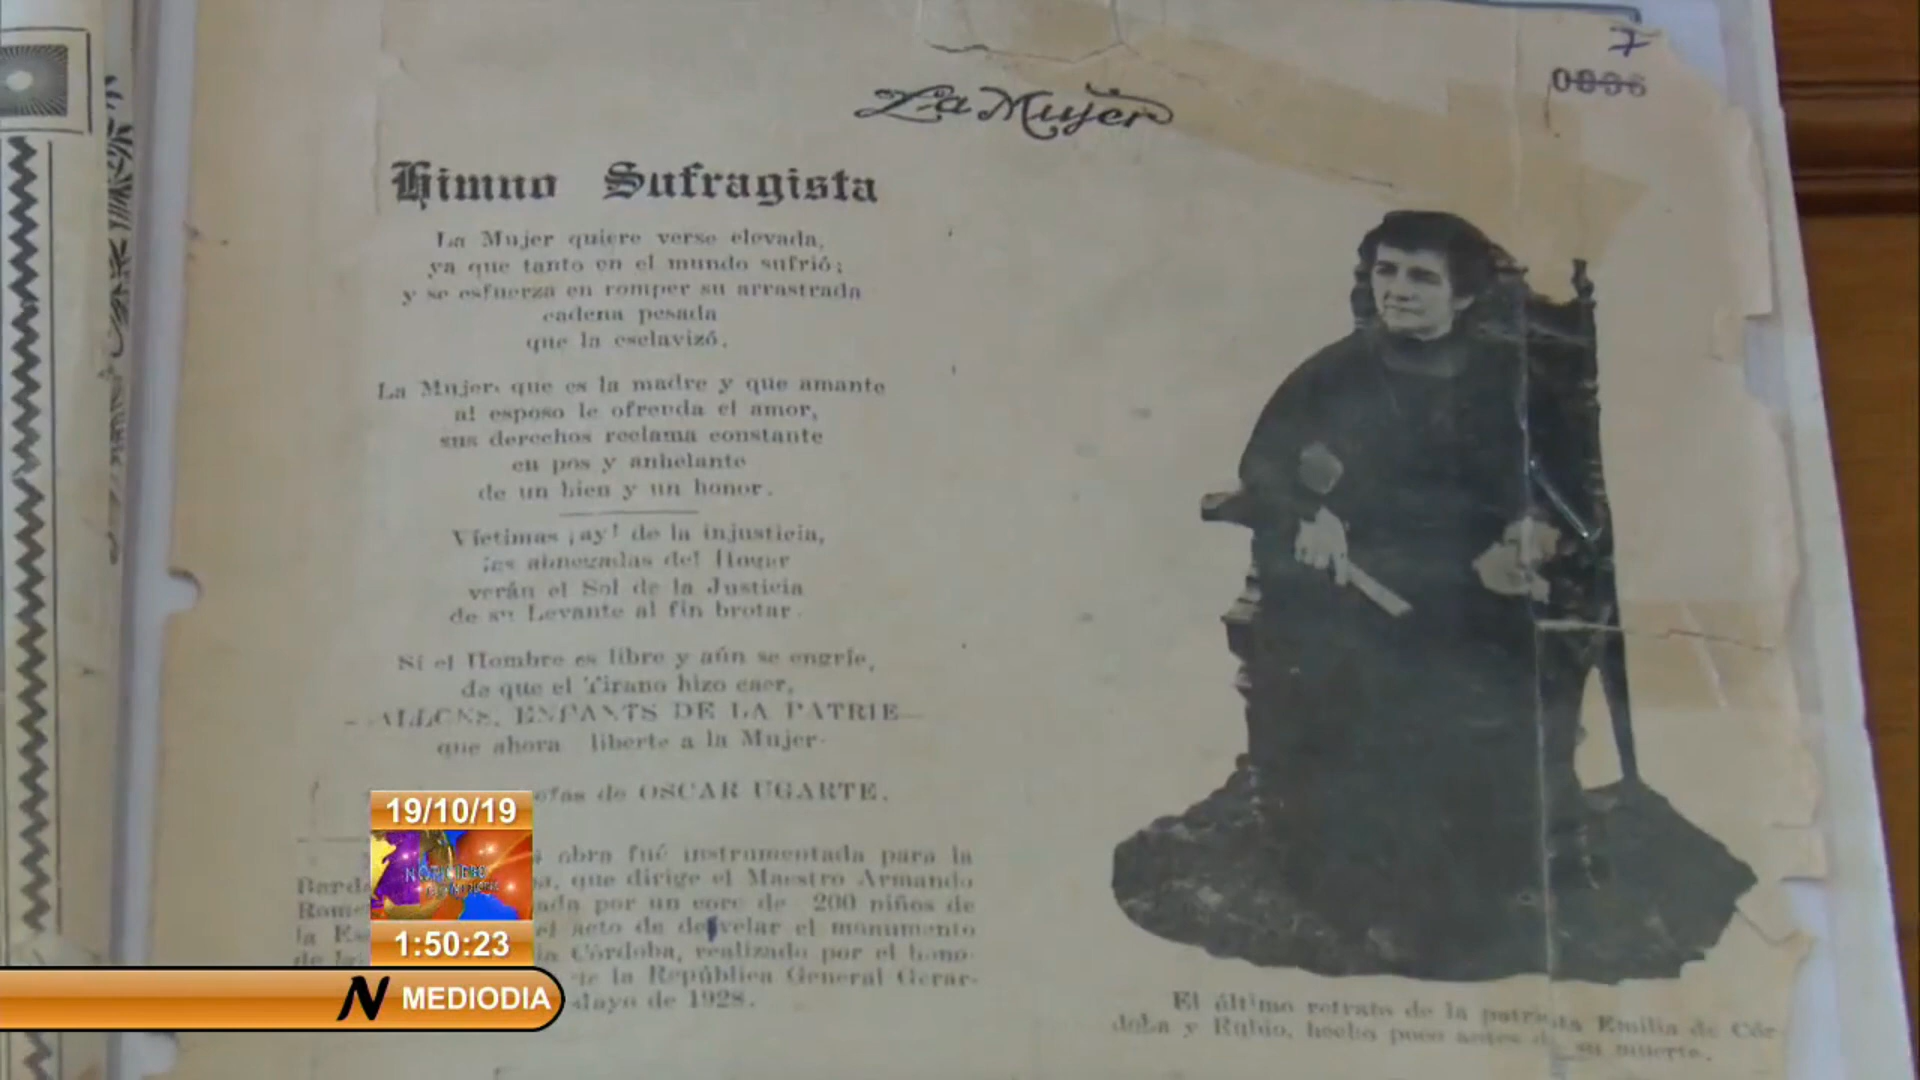 7
0896
La Mujer
Himno Sufragista
La Mujer quiere verse elevada,
ya que tanto en el mundo sufrió;
y se esfuerza en romper su arrastrada
cadena pesada
que la esclavizó.
La Mujer, que es la madre y que amante
al esposo le ofrenda el amor,
sus derechos reclama constante
en pos y anhelante
de un bien y un honor.
Víctimas ¡ay! de la injusticia,
las abnegadas del Hogar
verán el Sol de la Justicia
de su Levante al fin brotar.
Si el Hombre es libre y aún se engríe,
de que el Tirano hizo caer,
—ALLONS, ENFANTS DE LA PATRIE—
que ahora liberte a la Mujer.
de OSCAR UGARTE.
obra fué instrumentada para la
que dirige el Maestro Armando
por un coro de 200 niños de
la el acto de develar el monumento
Córdoba, realizado por el hono-
la República General Gerar-
Mayo de 1928.
El último retrato de la patriota Emilia de Cór-
doba y Rubio, hecho poco antes de su muerte.
19/10/19
NOTICIERO
1:50:23
N MEDIODIA